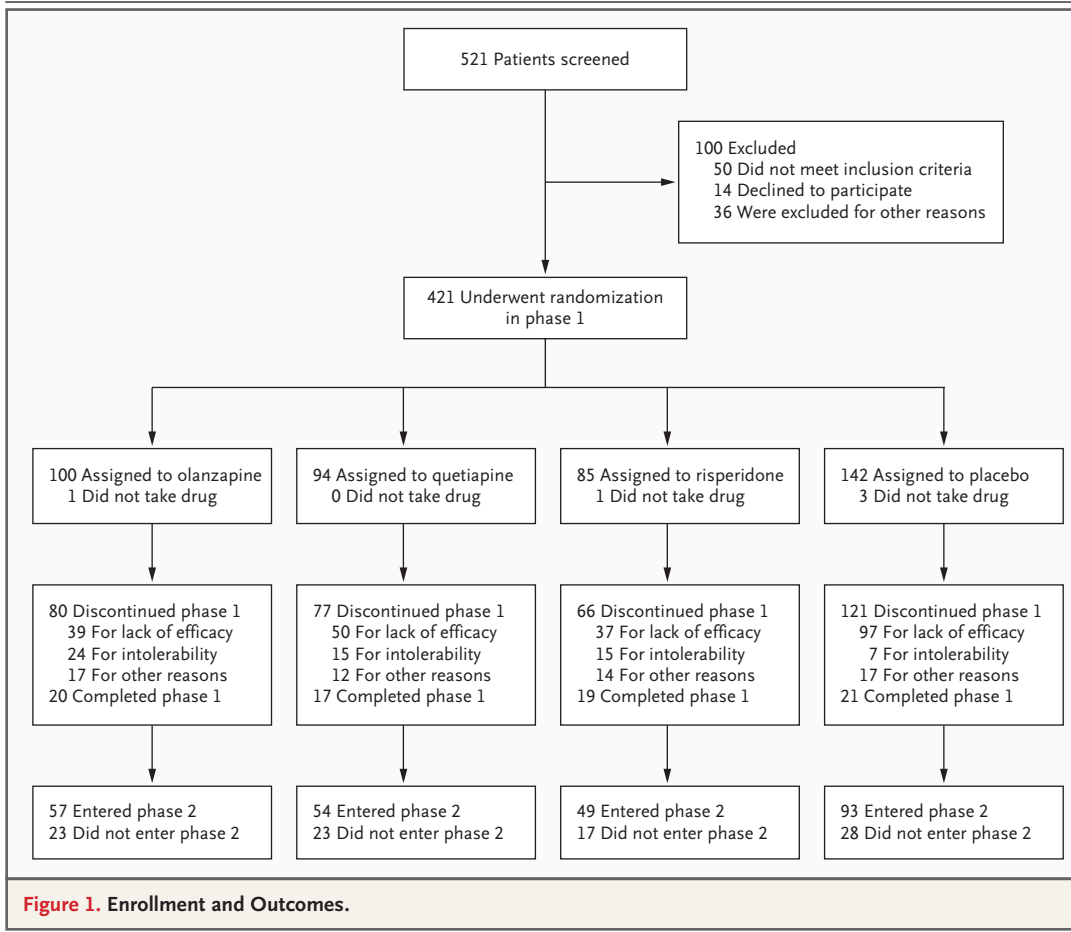 521 Patients screened
100 Excluded
50 Did not meet inclusion criteria
14 Declined to participate
36 Were excluded for other reasons
421 Underwent randomization
in phase 1
100 Assigned to olanzapine
1 Did not take drug
94 Assigned to quetiapine
0 Did not take drug
85 Assigned to risperidone
1 Did not take drug
142 Assigned to placebo
3 Did not take drug
80 Discontinued phase 1
39 For lack of efficacy
24 For intolerability
17 For other reasons
20 Completed phase 1
77 Discontinued phase 1
50 For lack of efficacy
15 For intolerability
12 For other reasons
17 Completed phase 1
66 Discontinued phase 1
37 For lack of efficacy
15 For intolerability
14 For other reasons
19 Completed phase 1
121 Discontinued phase 1
97 For lack of efficacy
7 For intolerability
17 For other reasons
21 Completed phase 1
57 Entered phase 2
23 Did not enter phase 2
54 Entered phase 2
23 Did not enter phase 2
49 Entered phase 2
17 Did not enter phase 2
93 Entered phase 2
28 Did not enter phase 2
Figure 1. Enrollment and Outcomes.